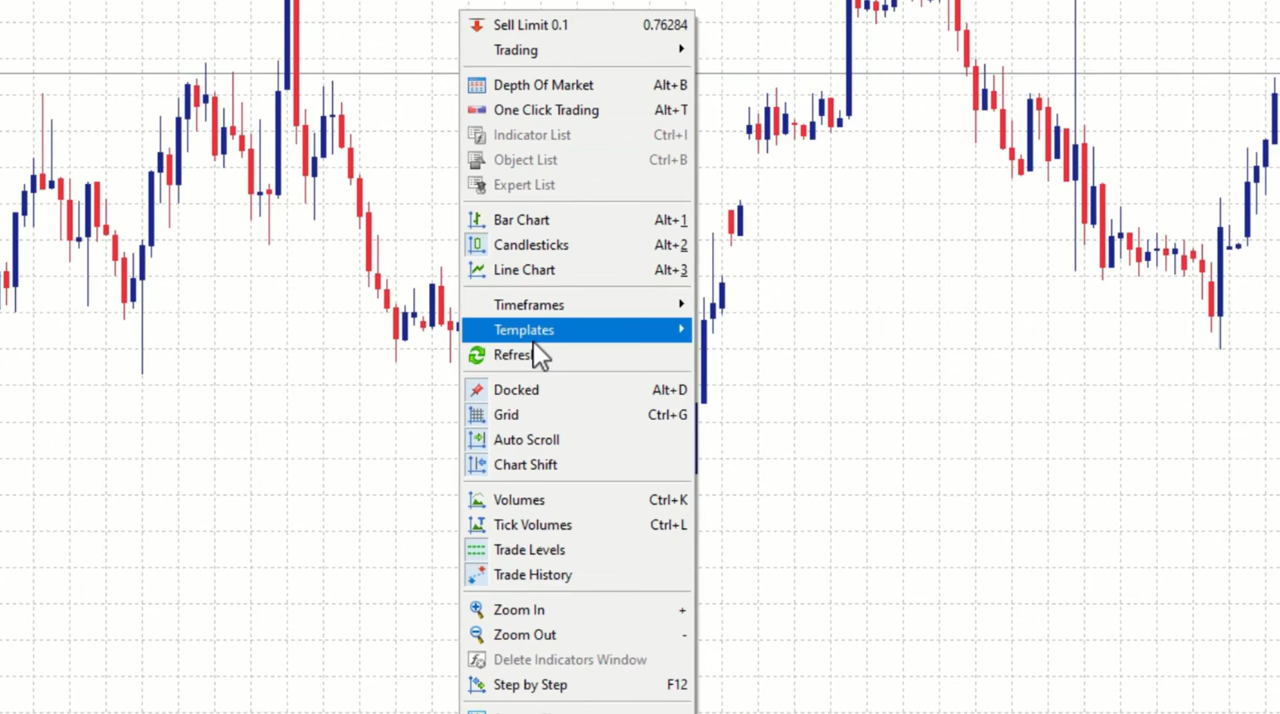 Sell Limit 0.1 0.76284
Trading
Depth Of Market Alt+B
One Click Trading Alt+T
Indicator List Ctrl+I
Object List Ctrl+B
Expert List
Bar Chart Alt+1
Candlesticks Alt+2
Line Chart Alt+3
Timeframes
Templates
Refresh
Docked Alt+D
Grid Ctrl+G
Auto Scroll
Chart Shift
Volumes Ctrl+K
Tick Volumes Ctrl+L
Trade Levels
Trade History
Zoom In +
Zoom Out -
Delete Indicators Window
Step by Step F12